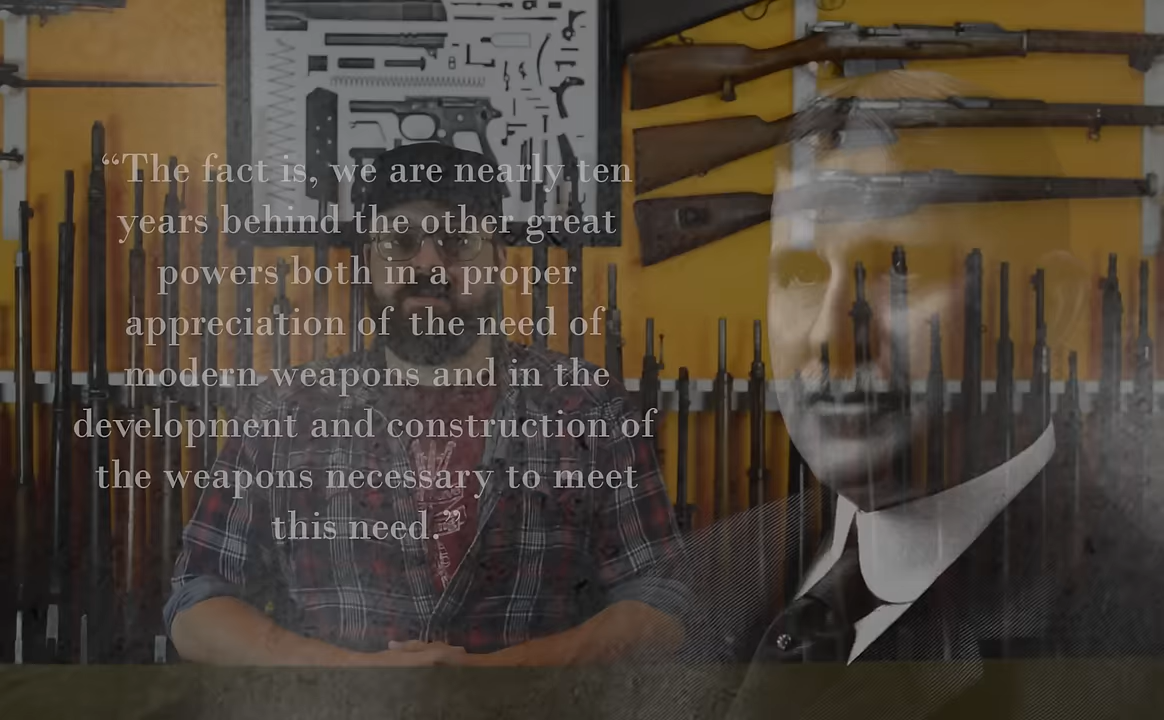 “The fact is, we are nearly ten
years behind the other great
powers both in a proper
appreciation of the need of
modern weapons and in the
development and construction of
the weapons necessary to meet
this need.”